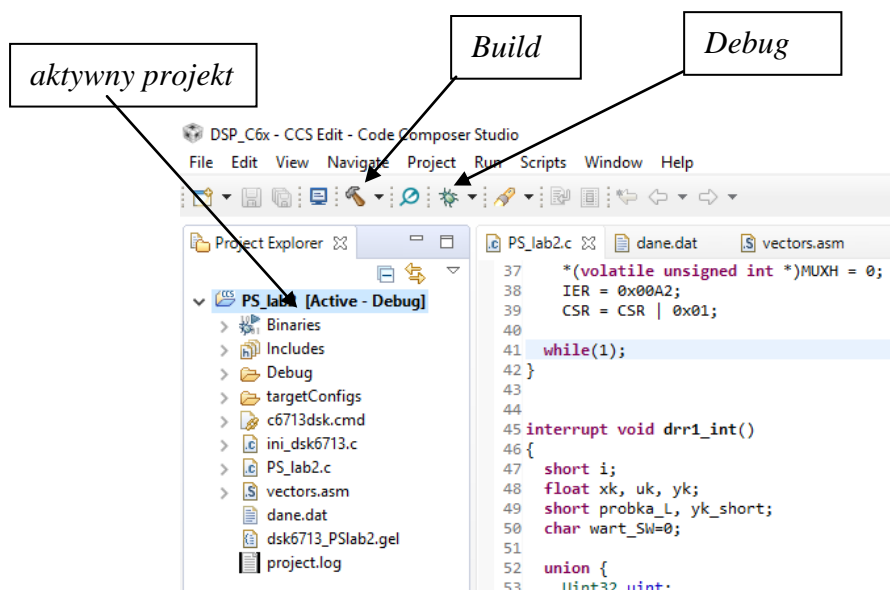 Build
Debug
aktywny projekt
DSP_C6x - CCS Edit - Code Composer Studio
File Edit View Navigate Project Run Scripts Window Help
Project Explorer
PS_lab2.c dane.dat vectors.asm
[Active - Debug]
Binaries
Includes
Debug
targetConfigs
c6713dsk.cmd
ini_dsk6713.c
PS_lab2.c
vectors.asm
dane.dat
dsk6713_PSlab2.gel
project.log
37 *(volatile unsigned int *)MUXH = 0;
38 IER = 0x00A2;
39 CSR = CSR | 0x01;
40
41 while(1);
42 }
43
44
45 interrupt void drr1_int()
46 {
47 short i;
48 float xk, uk, yk;
49 short probka_L, yk_short;
50 char wart_SW=0;
51
52 union {
53 Uint32 uint;